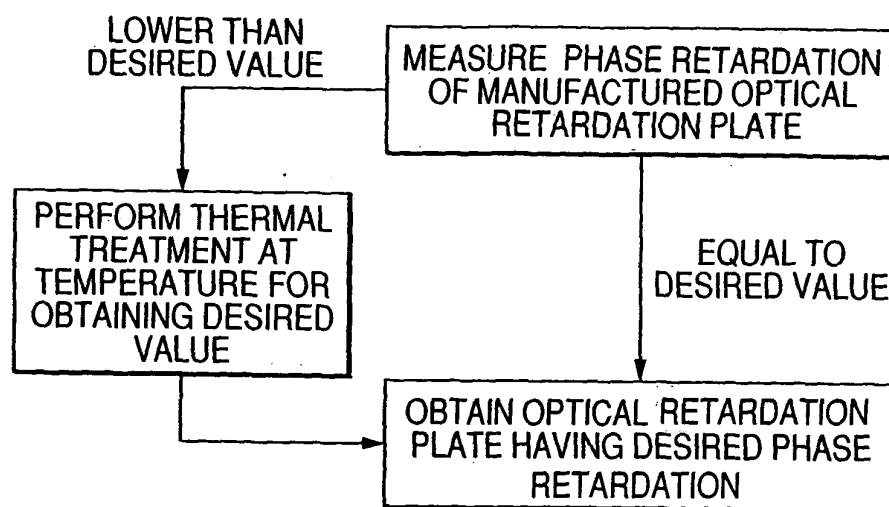 LOWER THAN
DESIRED VALUE
MEASURE PHASE RETARDATION
OF MANUFACTURED OPTICAL
RETARDATION PLATE
PERFORM THERMAL
TREATMENT AT
TEMPERATURE FOR
OBTAINING DESIRED
VALUE
EQUAL TO
DESIRED VALUE
OBTAIN OPTICAL RETARDATION
PLATE HAVING DESIRED PHASE
RETARDATION